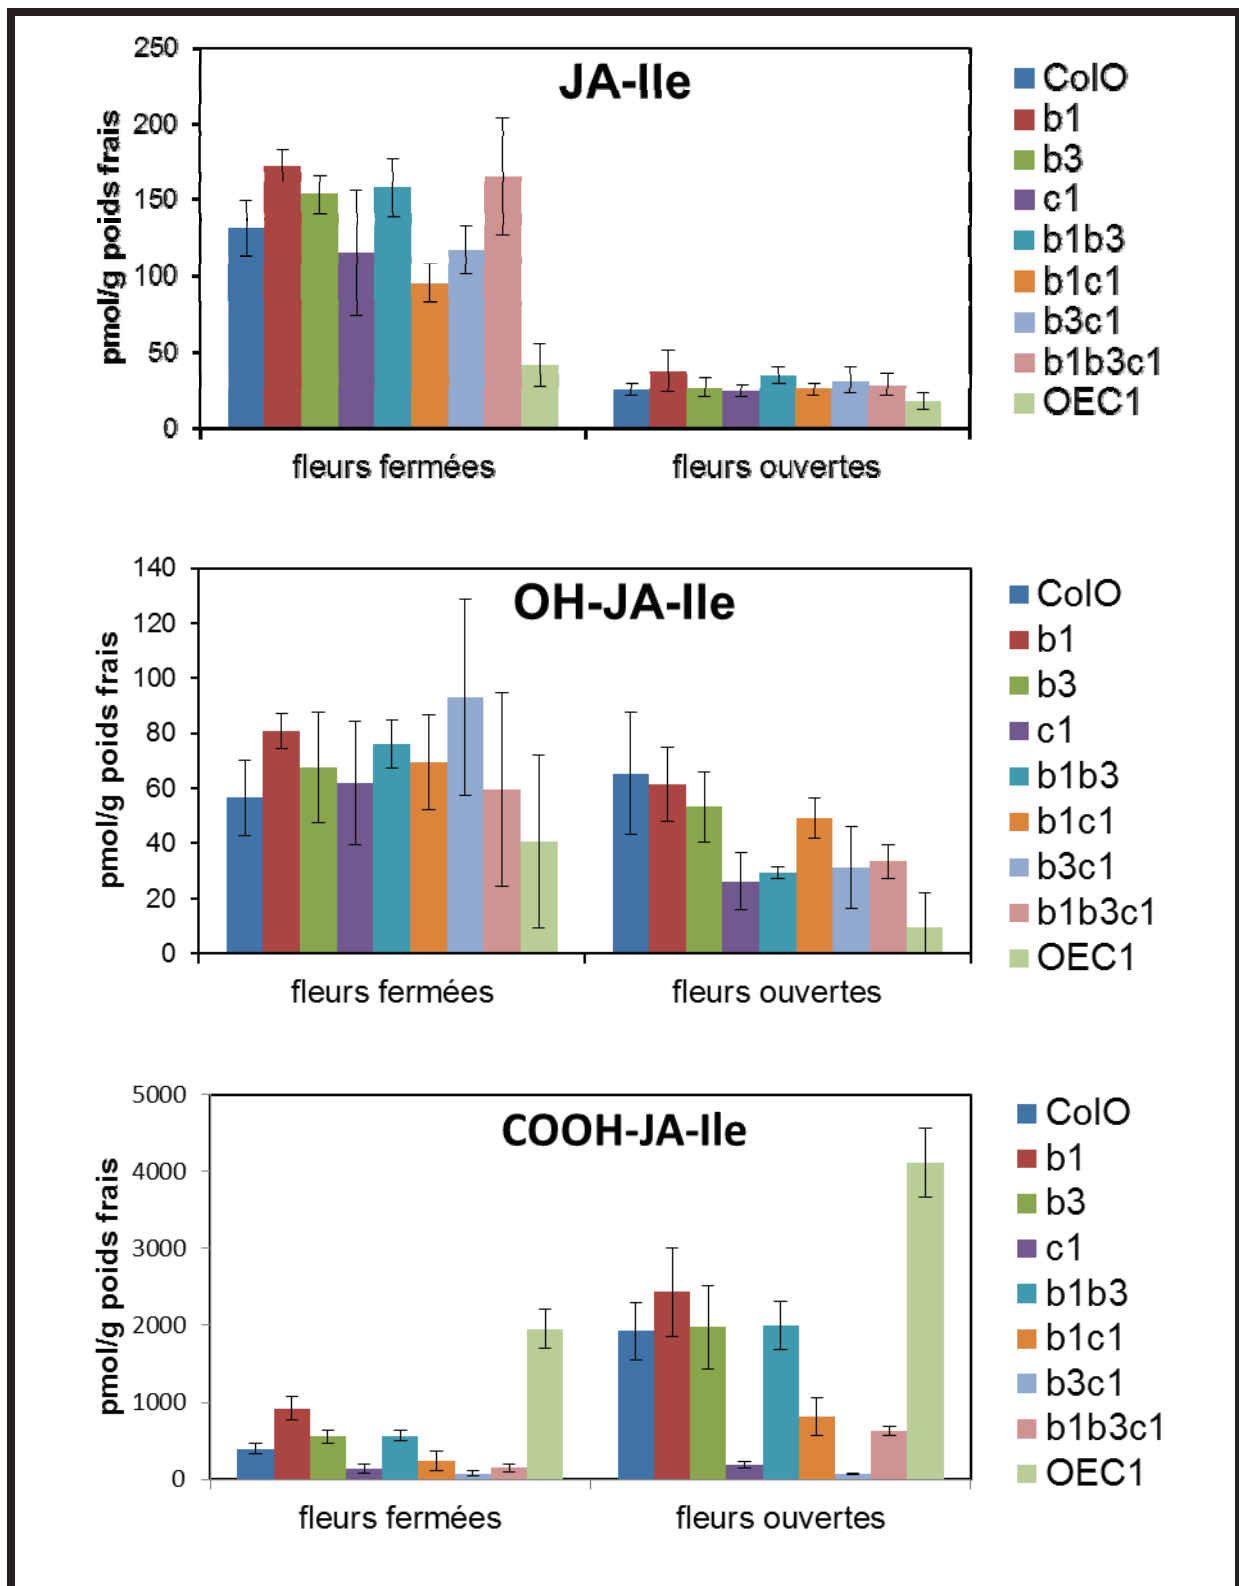 JA-Ile
pmol/g poids frais
250
200
150
100
50
0
fleurs fermées
fleurs ouvertes
ColO
b1
b3
c1
b1b3
b1c1
b3c1
b1b3c1
OEC1
OH-JA-Ile
pmol/g poids frais
140
120
100
80
60
40
20
0
fleurs fermées
fleurs ouvertes
ColO
b1
b3
c1
b1b3
b1c1
b3c1
b1b3c1
OEC1
COOH-JA-Ile
pmol/g poids frais
5000
4000
3000
2000
1000
0
fleurs fermées
fleurs ouvertes
ColO
b1
b3
c1
b1b3
b1c1
b3c1
b1b3c1
OEC1